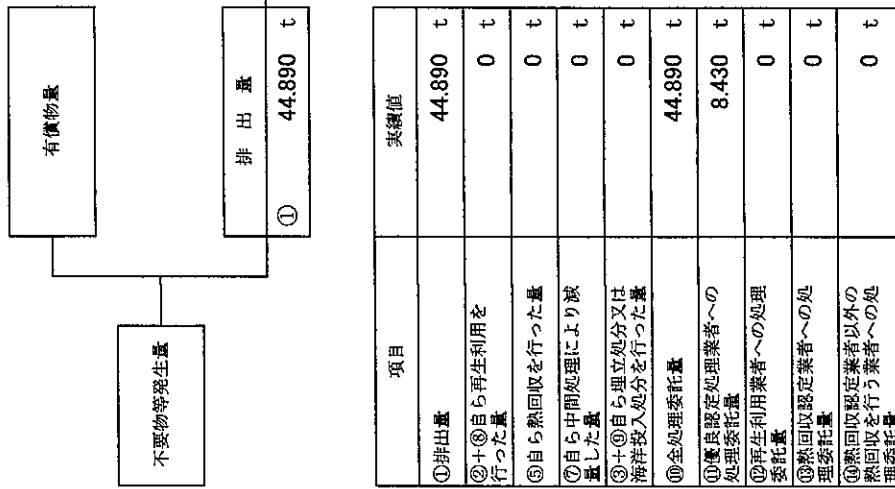 有償物量
不要物等発生量
排出量
① 44.890 t
項目 実績値
①排出量 44.890 t
②+⑧自ら再生利用を
行った量 0 t
⑤自ら熱回収を行った量 0 t
⑦自ら中間処理により減
量した量 0 t
③+⑨自ら埋立処分又は
海洋投入処分を行った量 0 t
⑩全処理委託量 44.890 t
⑪優良認定処理業者への
処理委託量 8.430 t
⑫再生利用業者への処理
委託量 0 t
⑬熱回収認定業者への処
理委託量 0 t
⑭熱回収認定業者以外の
熱回収を行う業者への処
理委託量 0 t